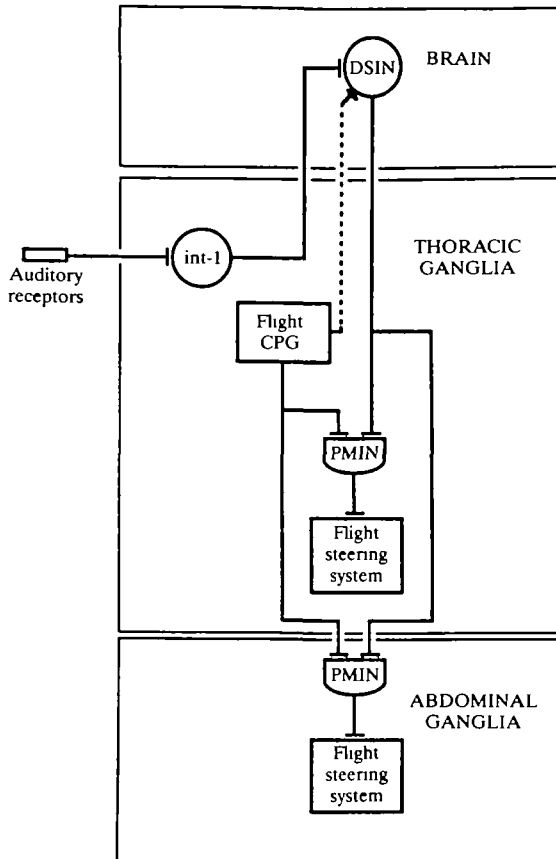 DSIN
BRAIN
int-1
THORACIC
GANGLIA
Auditory
receptors
Flight
CPG
PMIN
Flight
steering
system
PMIN
ABDOMINAL
GANGLIA
Flight
steering
system